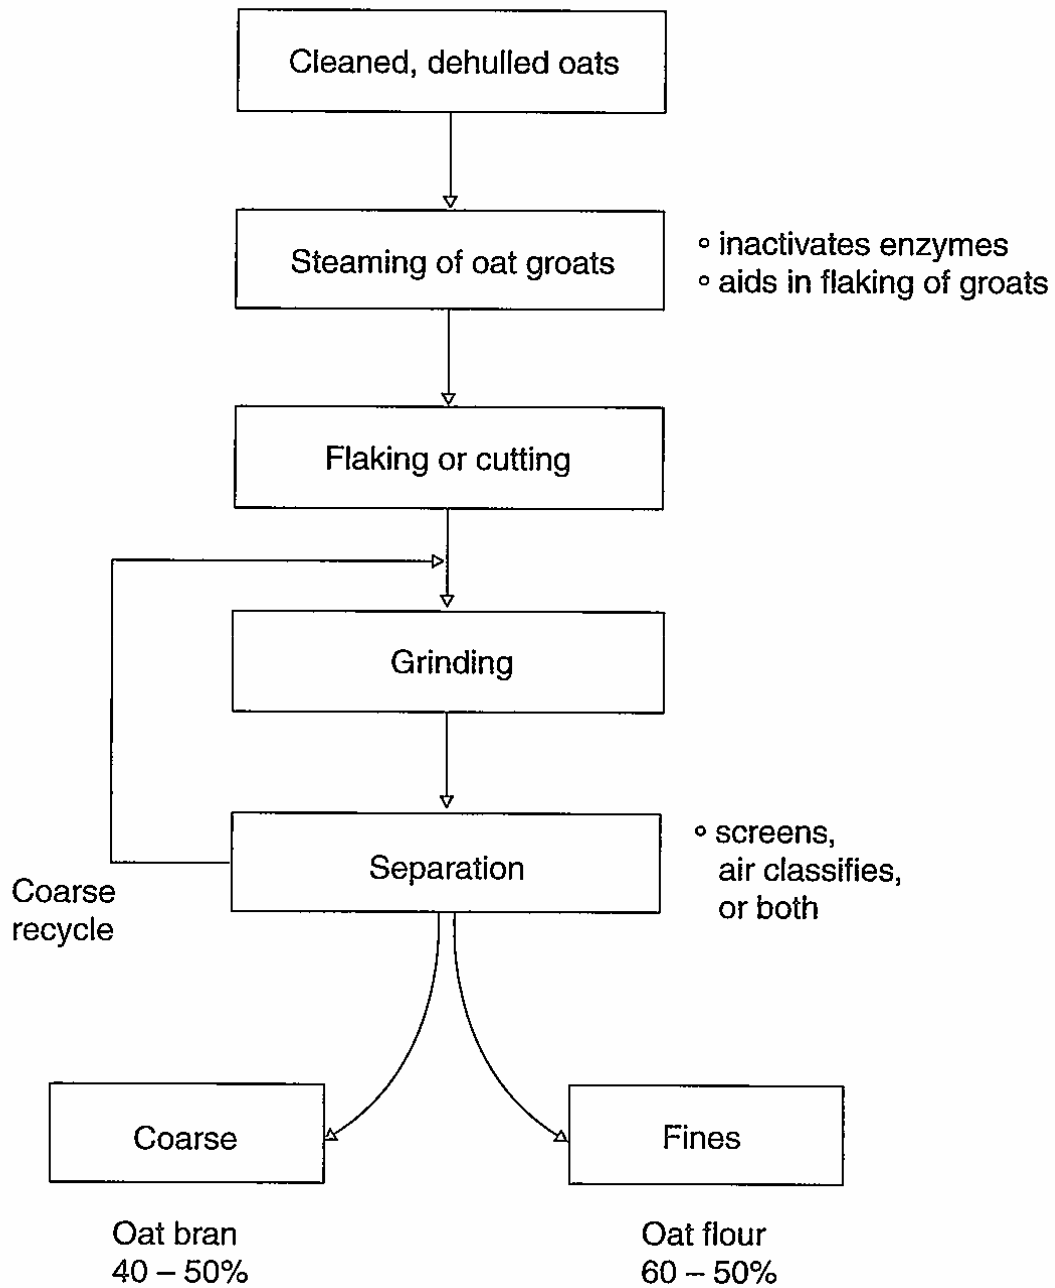 Cleaned, dehulled oats
Steaming of oat groats
° inactivates enzymes
° aids in flaking of groats
Flaking or cutting
Grinding
Separation
° screens,
air classifies,
or both
Coarse
recycle
Coarse
Fines
Oat bran
40 – 50%
Oat flour
60 – 50%